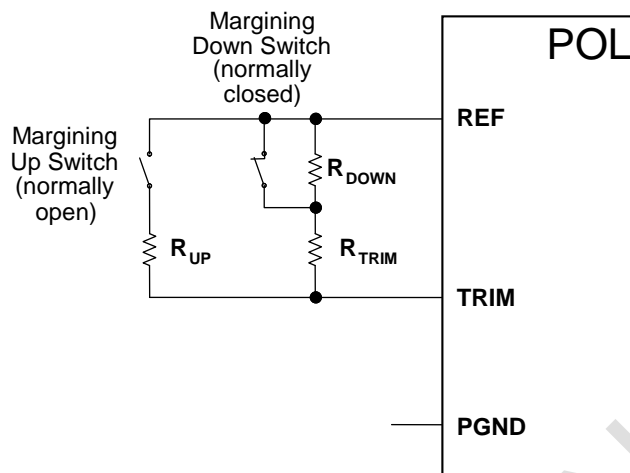 Margining
Down Switch
(normally
closed)
POL
REF
Margining
Up Switch
(normally
open)
RDOWN
RUP
RTRIM
TRIM
PGND